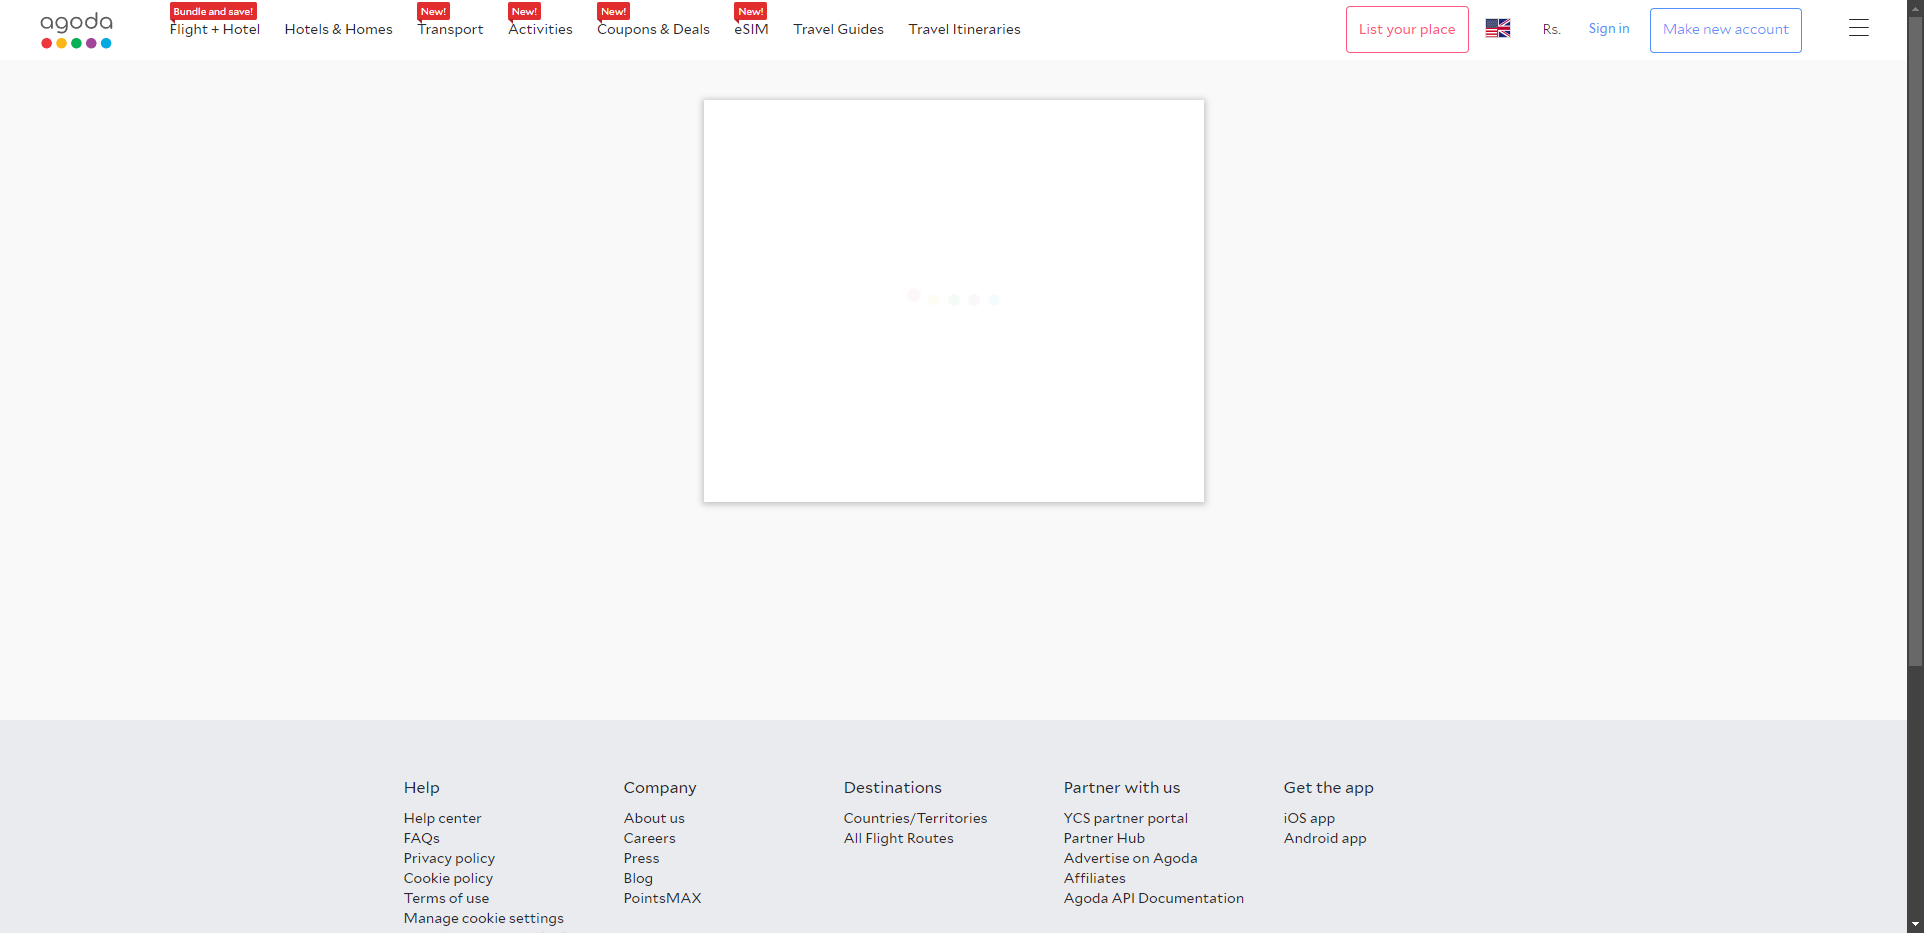 agoda
Bundle and save!
Flight + Hotel
Hotels & Homes
New!
Transport
New!
Activities
New!
Coupons & Deals
New!
eSIM
Travel Guides
Travel Itineraries
List your place
Rs.
Sign in
Make new account
Help
Help center
FAQs
Privacy policy
Cookie policy
Terms of use
Manage cookie settings
Company
About us
Careers
Press
Blog
PointsMAX
Destinations
Countries/Territories
All Flight Routes
Partner with us
YCS partner portal
Partner Hub
Advertise on Agoda
Affiliates
Agoda API Documentation
Get the app
iOS app
Android app